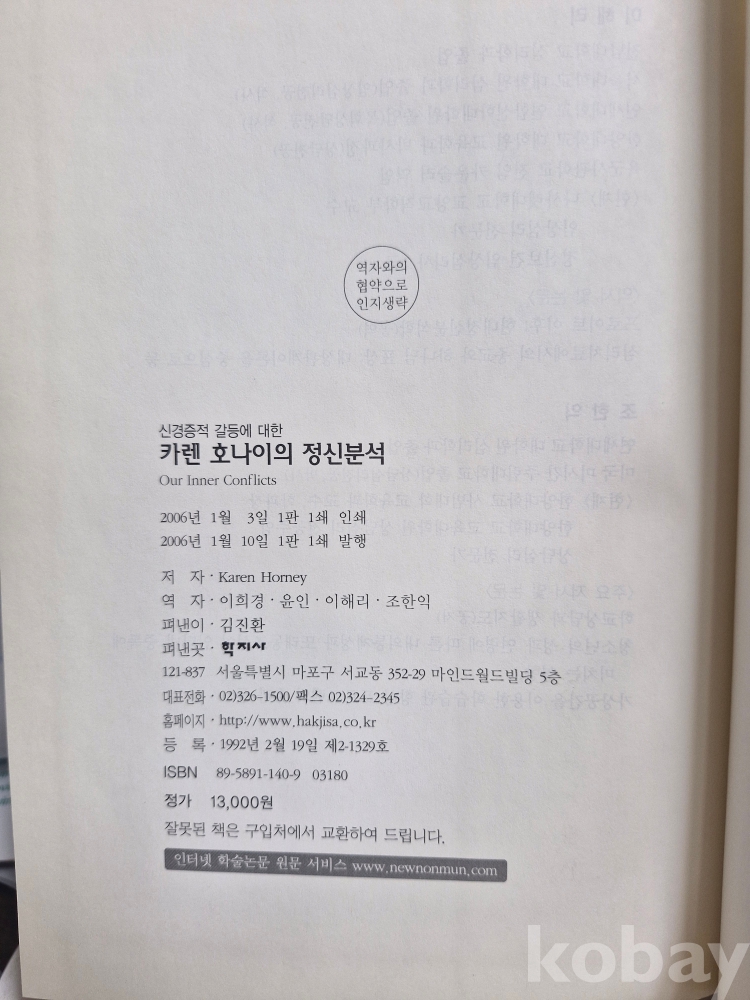 역자와의
협약으로
인지생략
신경증적 갈등에 대한
카렌 호나이의 정신분석
Our Inner Conflicts
2006년 1월 3일 1판 1쇄 인쇄
2006년 1월 10일 1판 1쇄 발행
저 자 · Karen Horney
역 자 · 이희경 · 윤인 · 이해리 · 조한익
펴낸이 · 김진환
펴낸곳 · 학지사
121-837 서울특별시 마포구 서교동 352-29 마인드월드빌딩 5층
대표전화 · 02)326-1500/팩스 02)324-2345
홈페이지 · http://www.hakjisa.co.kr
등 록 · 1992년 2월 19일 제2-1329호
ISBN 89-5891-140-9 03180
정가 13,000원
잘못된 책은 구입처에서 교환하여 드립니다.
인터넷 학술논문 원문 서비스 www.newnonmun.com
kobay